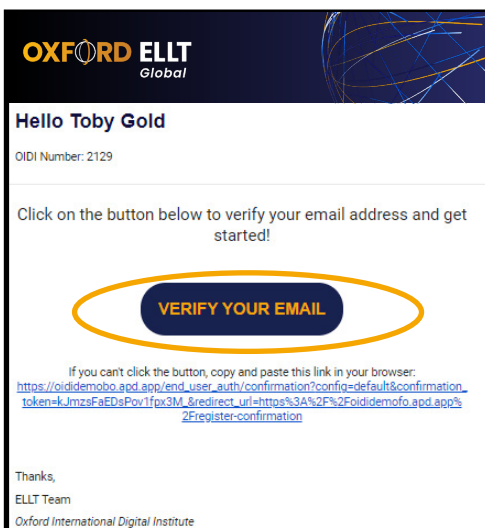 OXFORD ELLT
Global
Hello Toby Gold
OIDI Number: 2129
Click on the button below to verify your email address and get
started!
VERIFY YOUR EMAIL
If you can't click the button, copy and paste this link in your browser:
https://oididemobo.apd.app/end_user_auth/confirmation?config=default&confirmation_
token=kJmzsFaEDsPov1fpx3M_&redirect_url=https%3A%2F%2Foididemofo.apd.app%
2Fregister-confirmation
Thanks,
ELLT Team
Oxford International Digital Institute